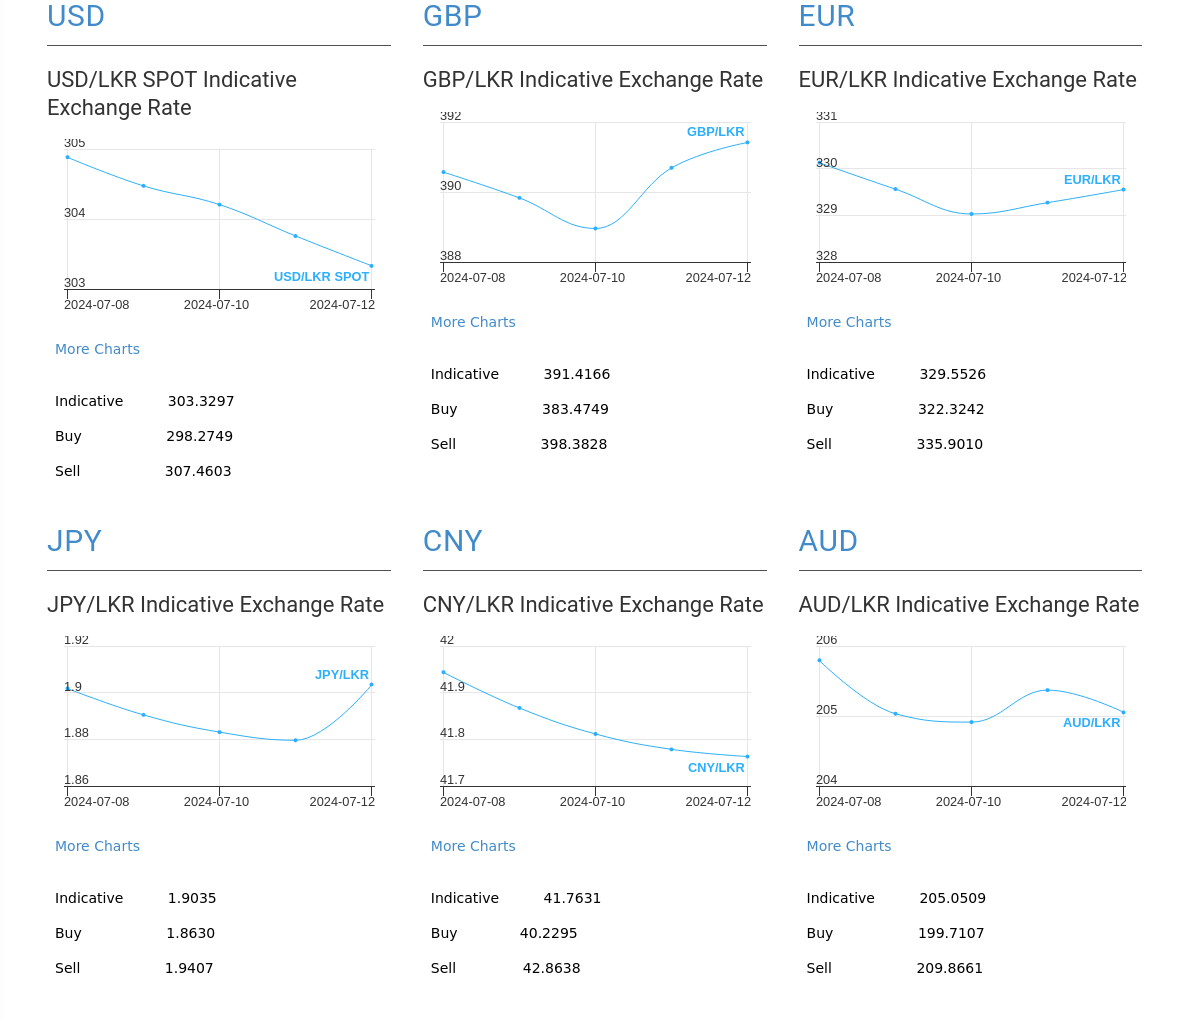 USD
USD/LKR SPOT Indicative
Exchange Rate
305
304
303
USD/LKR SPOT
2024-07-08 2024-07-10 2024-07-12
More Charts
Indicative 303.3297
Buy 298.2749
Sell 307.4603
GBP
GBP/LKR Indicative Exchange Rate
392
GBP/LKR
390
388
2024-07-08 2024-07-10 2024-07-12
More Charts
Indicative 391.4166
Buy 383.4749
Sell 398.3828
EUR
EUR/LKR Indicative Exchange Rate
331
330
EUR/LKR
329
328
2024-07-08 2024-07-10 2024-07-12
More Charts
Indicative 329.5526
Buy 322.3242
Sell 335.9010
JPY
JPY/LKR Indicative Exchange Rate
1.92
JPY/LKR
1.9
1.88
1.86
2024-07-08 2024-07-10 2024-07-12
More Charts
Indicative 1.9035
Buy 1.8630
Sell 1.9407
CNY
CNY/LKR Indicative Exchange Rate
42
41.9
41.8
CNY/LKR
41.7
2024-07-08 2024-07-10 2024-07-12
More Charts
Indicative 41.7631
Buy 40.2295
Sell 42.8638
AUD
AUD/LKR Indicative Exchange Rate
206
205
AUD/LKR
204
2024-07-08 2024-07-10 2024-07-12
More Charts
Indicative 205.0509
Buy 199.7107
Sell 209.8661